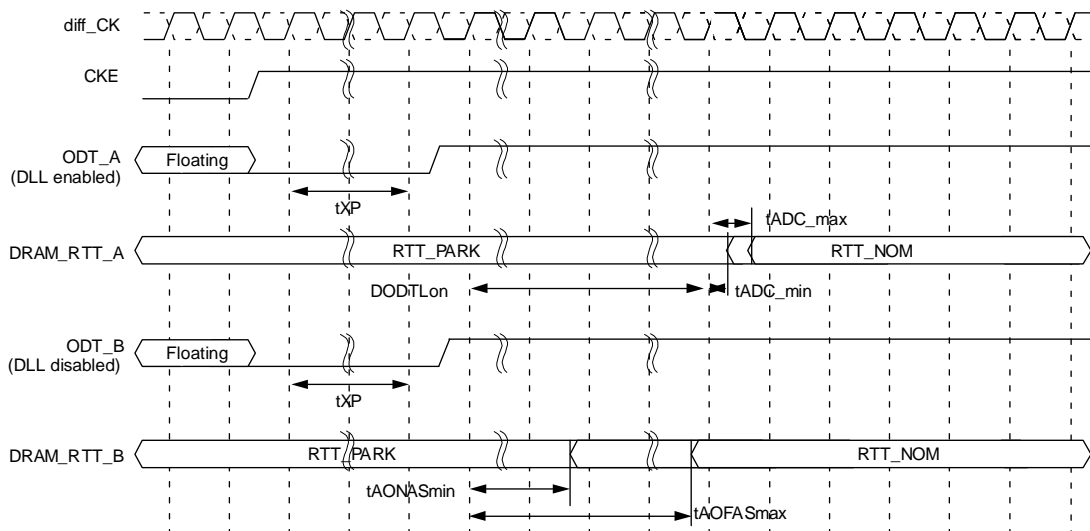 diff_CK
CKE
ODT_A
(DLL enabled)
Floating
tXP
tADC_max
DRAM_RTT_A
RTT_PARK
RTT_NOM
DODTLon
tADC_min
ODT_B
(DLL disabled)
Floating
tXP
DRAM_RTT_B
RTT_PARK
RTT_NOM
tAONASmin
tAOFASmax